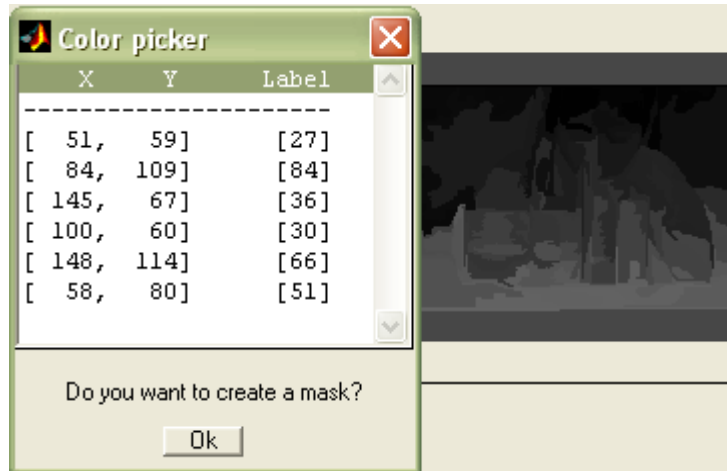 Color picker
X Y Label
-----------------------
[ 51, 59] [27]
[ 84, 109] [84]
[ 145, 67] [36]
[ 100, 60] [30]
[ 148, 114] [66]
[ 58, 80] [51]
Do you want to create a mask?
Ok